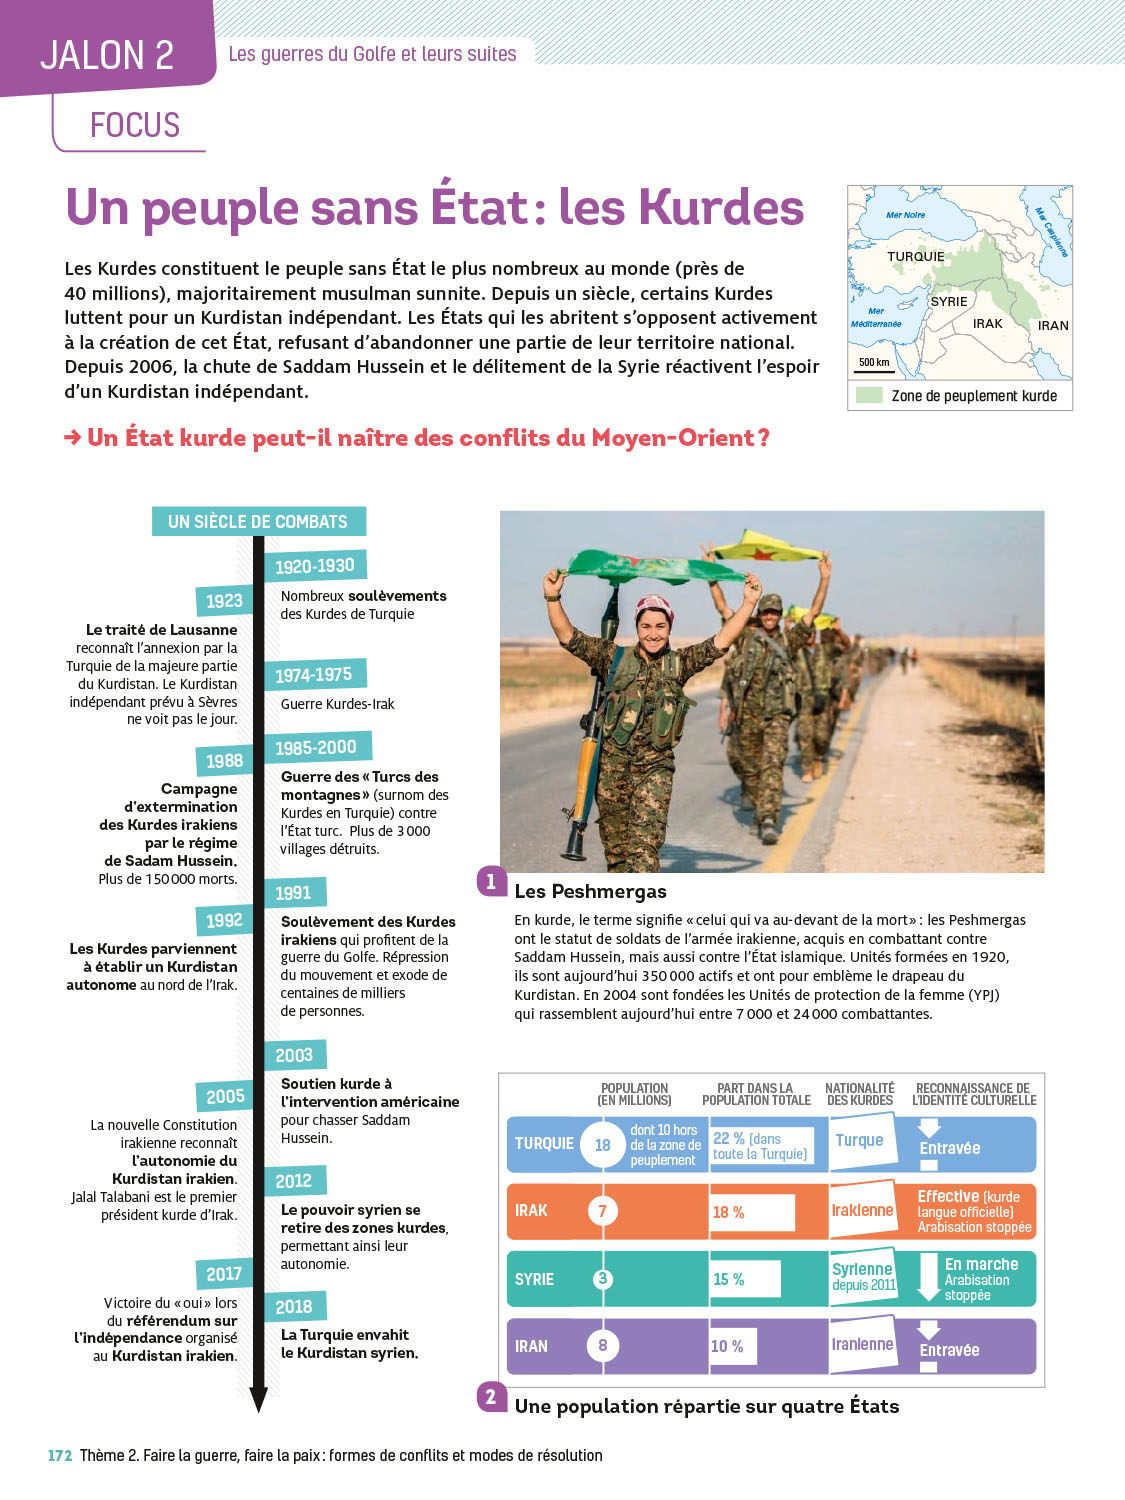 JALON 2
Les guerres du Golfe et leurs suites
FOCUS
Un peuple sans État : les Kurdes
Les Kurdes constituent le peuple sans État le plus nombreux au monde (près de
40 millions), majoritairement musulman sunnite. Depuis un siècle, certains Kurdes
luttent pour un Kurdistan indépendant. Les États qui les abritent s’opposent activement
à la création de cet État, refusant d’abandonner une partie de leur territoire national.
Depuis 2006, la chute de Saddam Hussein et le délitement de la Syrie réactivent l’espoir
d’un Kurdistan indépendant.
→ Un État kurde peut-il naître des conflits du Moyen-Orient ?
Mer Noire
Mer Caspienne
TURQUIE
SYRIE
Mer
Méditerranée
IRAK
IRAN
500 km
Zone de peuplement kurde
UN SIÈCLE DE COMBATS
1920-1930
Nombreux soulèvements
des Kurdes de Turquie
1923
Le traité de Lausanne
reconnaît l’annexion par la
Turquie de la majeure partie
du Kurdistan. Le Kurdistan
indépendant prévu à Sèvres
ne voit pas le jour.
1974-1975
Guerre Kurdes-Irak
1985-2000
Guerre des « Turcs des
montagnes » (surnom des
Kurdes en Turquie) contre
l’État turc. Plus de 3 000
villages détruits.
1988
Campagne
d’extermination
des Kurdes irakiens
par le régime
de Sadam Hussein.
Plus de 150 000 morts.
1991
Soulèvement des Kurdes
irakiens qui profitent de la
guerre du Golfe. Répression
du mouvement et exode de
centaines de milliers
de personnes.
1992
Les Kurdes parviennent
à établir un Kurdistan
autonome au nord de l’Irak.
2003
Soutien kurde à
l’intervention américaine
pour chasser Saddam
Hussein.
2005
La nouvelle Constitution
irakienne reconnaît
l’autonomie du
Kurdistan irakien.
Jalal Talabani est le premier
président kurde d’Irak.
2012
Le pouvoir syrien se
retire des zones kurdes,
permettant ainsi leur
autonomie.
2017
Victoire du « oui » lors
du référendum sur
l’indépendance organisé
au Kurdistan irakien.
2018
La Turquie envahit
le Kurdistan syrien.
1 Les Peshmergas
En kurde, le terme signifie « celui qui va au-devant de la mort » : les Peshmergas
ont le statut de soldats de l’armée irakienne, acquis en combattant contre
Saddam Hussein, mais aussi contre l’État islamique. Unités formées en 1920,
ils sont aujourd’hui 350 000 actifs et ont pour emblème le drapeau du
Kurdistan. En 2004 sont fondées les Unités de protection de la femme (YPJ)
qui rassemblent aujourd’hui entre 7 000 et 24 000 combattantes.
POPULATION
(EN MILLIONS)
PART DANS LA
POPULATION TOTALE
NATIONALITÉ
DES KURDES
RECONNAISSANCE DE
L’IDENTITÉ CULTURELLE
TURQUIE
18
dont 10 hors
de la zone de
peuplement
22 % (dans
toute la Turquie)
Turque
Entravée
IRAK
7
18 %
Irakienne
Effective (kurde
langue officielle)
Arabisation stoppée
SYRIE
3
15 %
Syrienne
depuis 2011
En marche
Arabisation
stoppée
IRAN
8
10 %
Iranienne
Entravée
2 Une population répartie sur quatre États
172 Thème 2. Faire la guerre, faire la paix : formes de conflits et modes de résolution